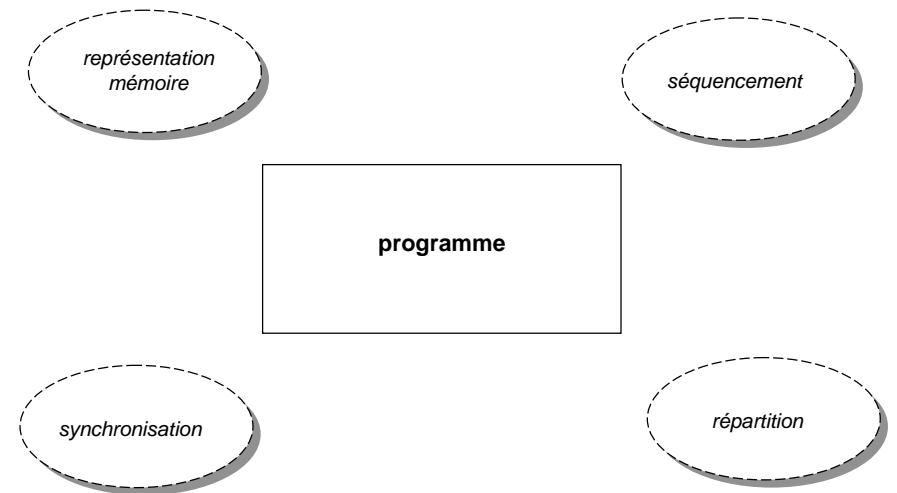 représentation
mémoire
séquencement
programme
synchronisation
répartition